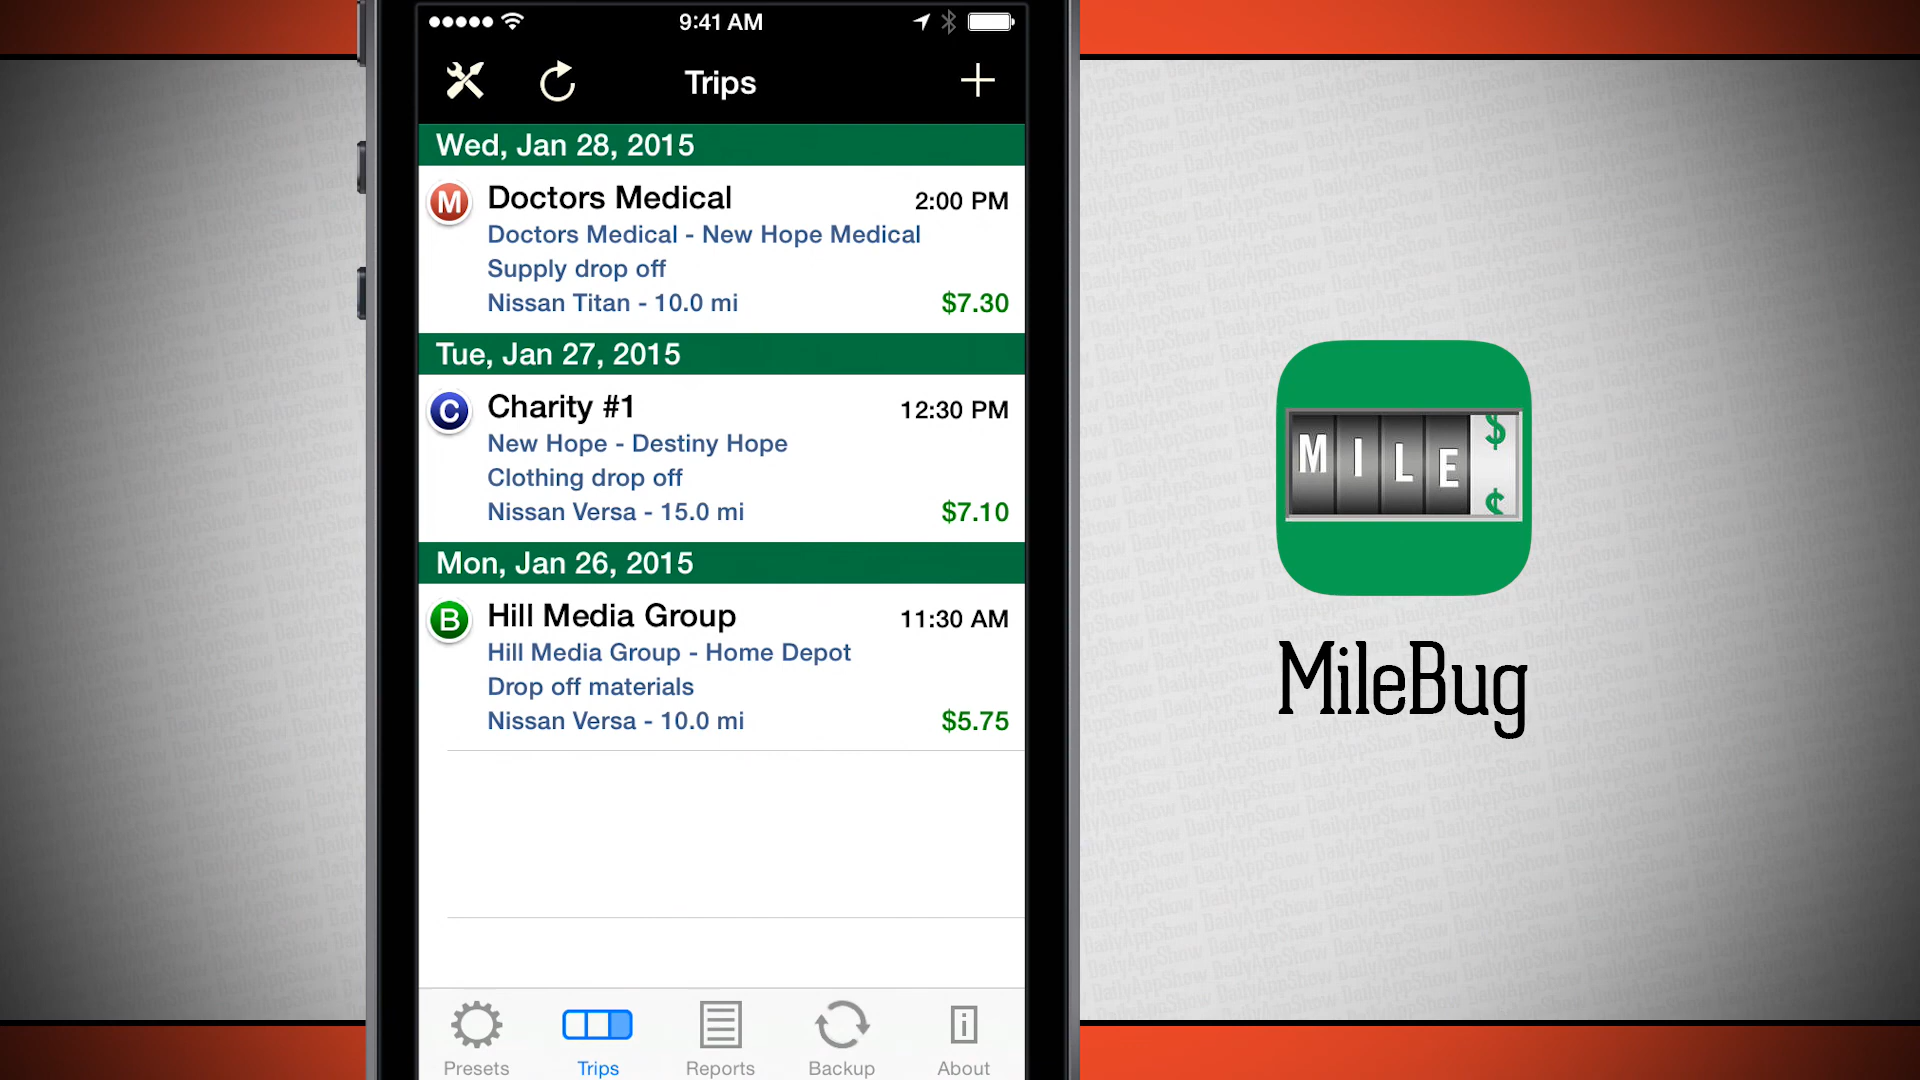 9:41 AM
Trips
Wed, Jan 28, 2015
M
Doctors Medical
2:00 PM
Doctors Medical - New Hope Medical
Supply drop off
Nissan Titan - 10.0 mi
$7.30
Tue, Jan 27, 2015
C
Charity #1
12:30 PM
New Hope - Destiny Hope
Clothing drop off
Nissan Versa - 15.0 mi
$7.10
Mon, Jan 26, 2015
B
Hill Media Group
11:30 AM
Hill Media Group - Home Depot
Drop off materials
Nissan Versa - 10.0 mi
$5.75
Presets
Trips
Reports
Backup
About
MILE $ ¢
MileBug
DailyAppShow